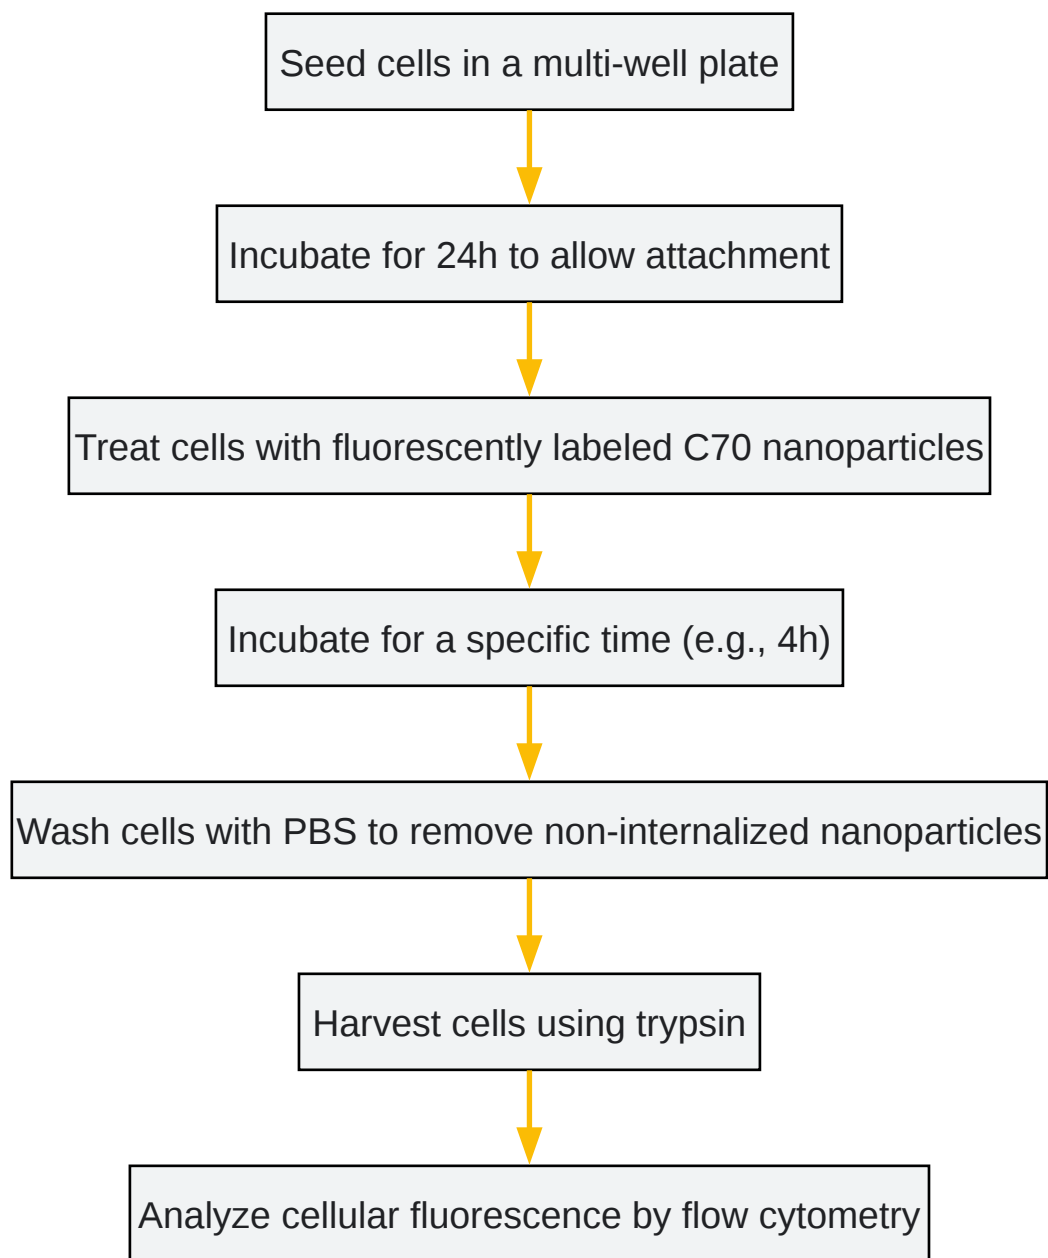 Seed cells in a multi-well plate
Incubate for 24h to allow attachment
Treat cells with fluorescently labeled C70 nanoparticles
Incubate for a specific time (e.g., 4h)
Wash cells with PBS to remove non-internalized nanoparticles
Harvest cells using trypsin
Analyze cellular fluorescence by flow cytometry